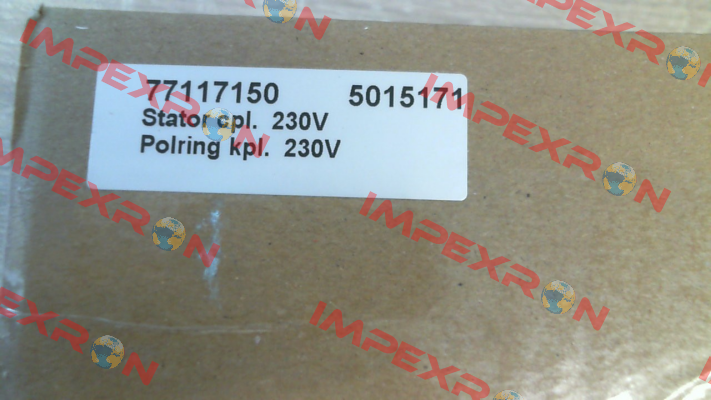 77117150 5015171
Stator cpl. 230V
Polring kpl. 230V
IMPEXRON
IMPEXRON
IMPEXRON
IMPEXRON
IMPEXRON
IMPEXRON